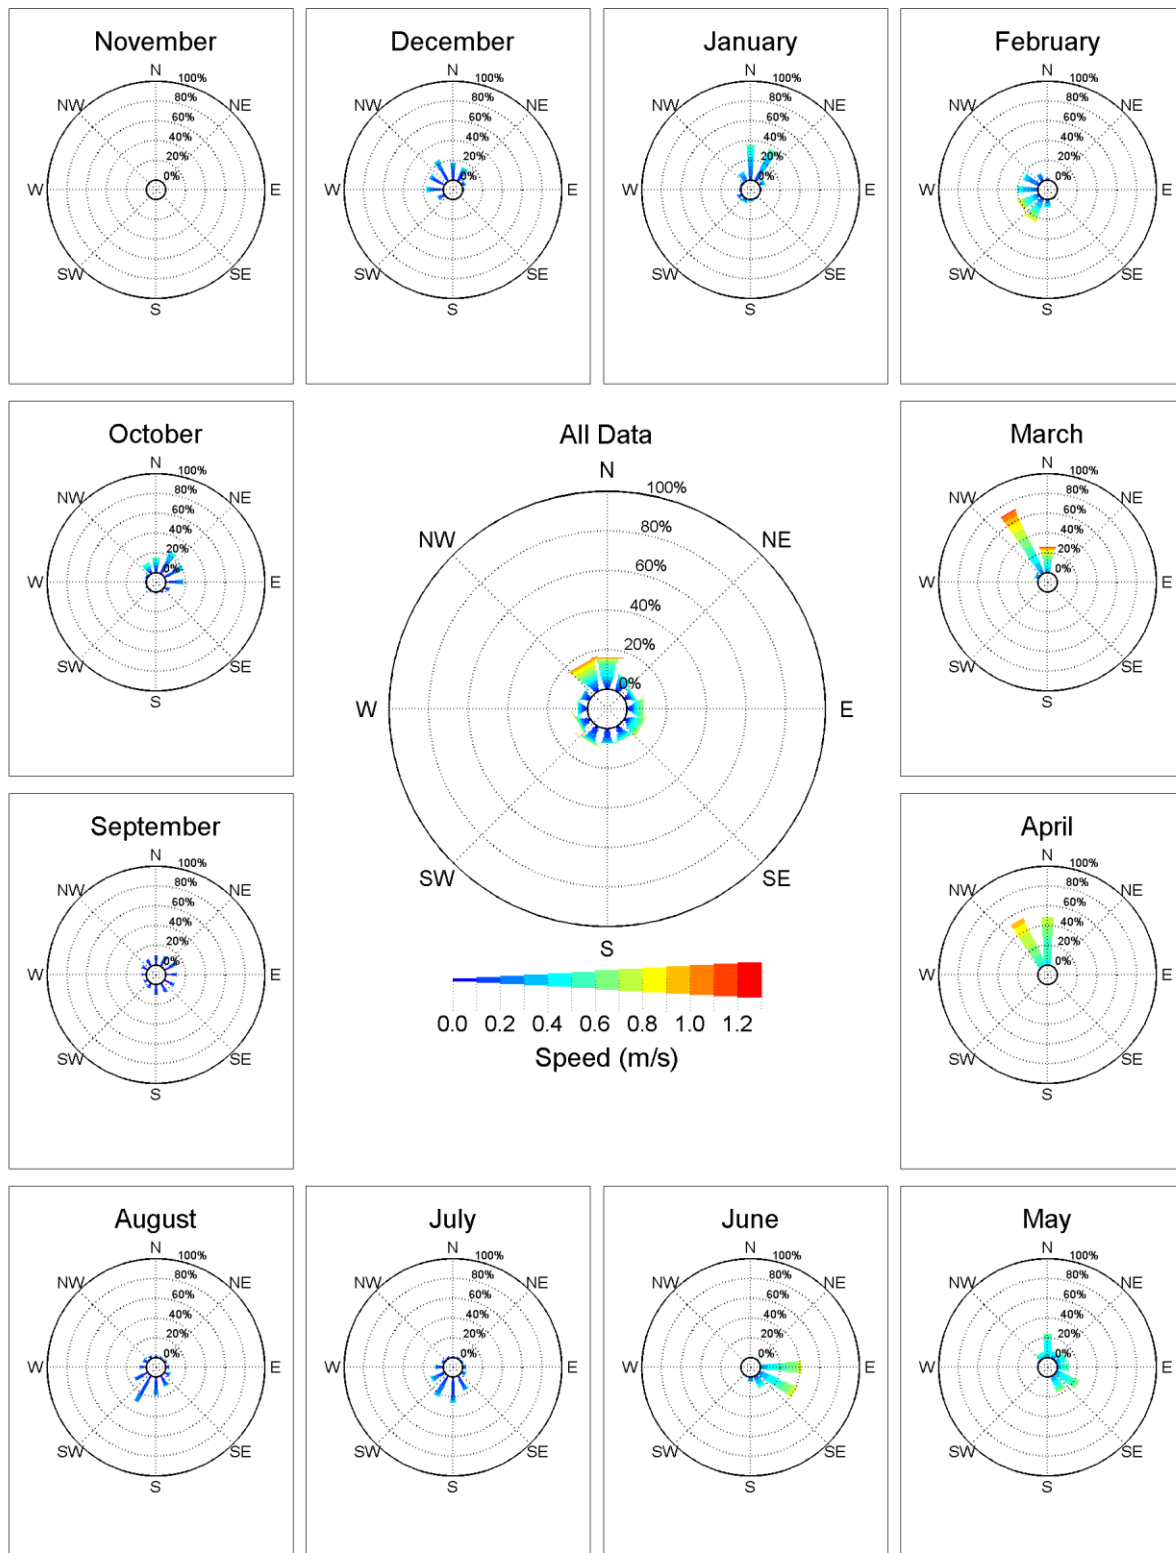 November
N
100%
80%
60%
40%
20%
0%
NW
NE
W
E
SW
SE
S
December
N
100%
80%
60%
40%
20%
0%
NW
NE
W
E
SW
SE
S
January
N
100%
80%
60%
40%
20%
0%
NW
NE
W
E
SW
SE
S
February
N
100%
80%
60%
40%
20%
0%
NW
NE
W
E
SW
SE
S
October
N
100%
80%
60%
40%
20%
0%
NW
NE
W
E
SW
SE
S
All Data
N
100%
80%
60%
40%
20%
0%
NW
NE
W
E
SW
SE
S
0.0 0.2 0.4 0.6 0.8 1.0 1.2
Speed (m/s)
March
N
100%
80%
60%
40%
20%
0%
NW
NE
W
E
SW
SE
S
September
N
100%
80%
60%
40%
20%
0%
NW
NE
W
E
SW
SE
S
April
N
100%
80%
60%
40%
20%
0%
NW
NE
W
E
SW
SE
S
August
N
100%
80%
60%
40%
20%
0%
NW
NE
W
E
SW
SE
S
July
N
100%
80%
60%
40%
20%
0%
NW
NE
W
E
SW
SE
S
June
N
100%
80%
60%
40%
20%
0%
NW
NE
W
E
SW
SE
S
May
N
100%
80%
60%
40%
20%
0%
NW
NE
W
E
SW
SE
S